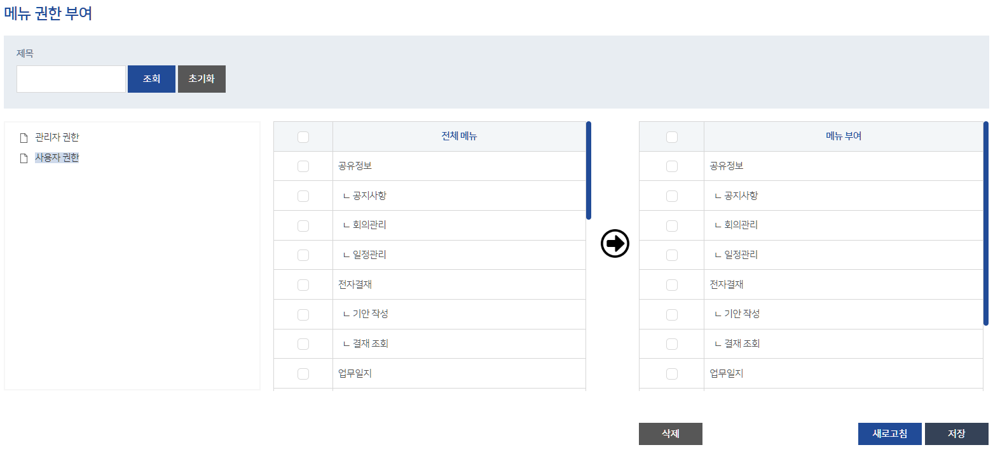 메뉴 권한 부여
제목
조회 초기화
관리자 권한
사용자 권한
전체 메뉴
공유정보
ㄴ 공지사항
ㄴ 회의관리
ㄴ 일정관리
전자결재
ㄴ 기안 작성
ㄴ 결재 조회
업무일지
메뉴 부여
공유정보
ㄴ 공지사항
ㄴ 회의관리
ㄴ 일정관리
전자결재
ㄴ 기안 작성
ㄴ 결재 조회
업무일지
삭제 새로고침 저장